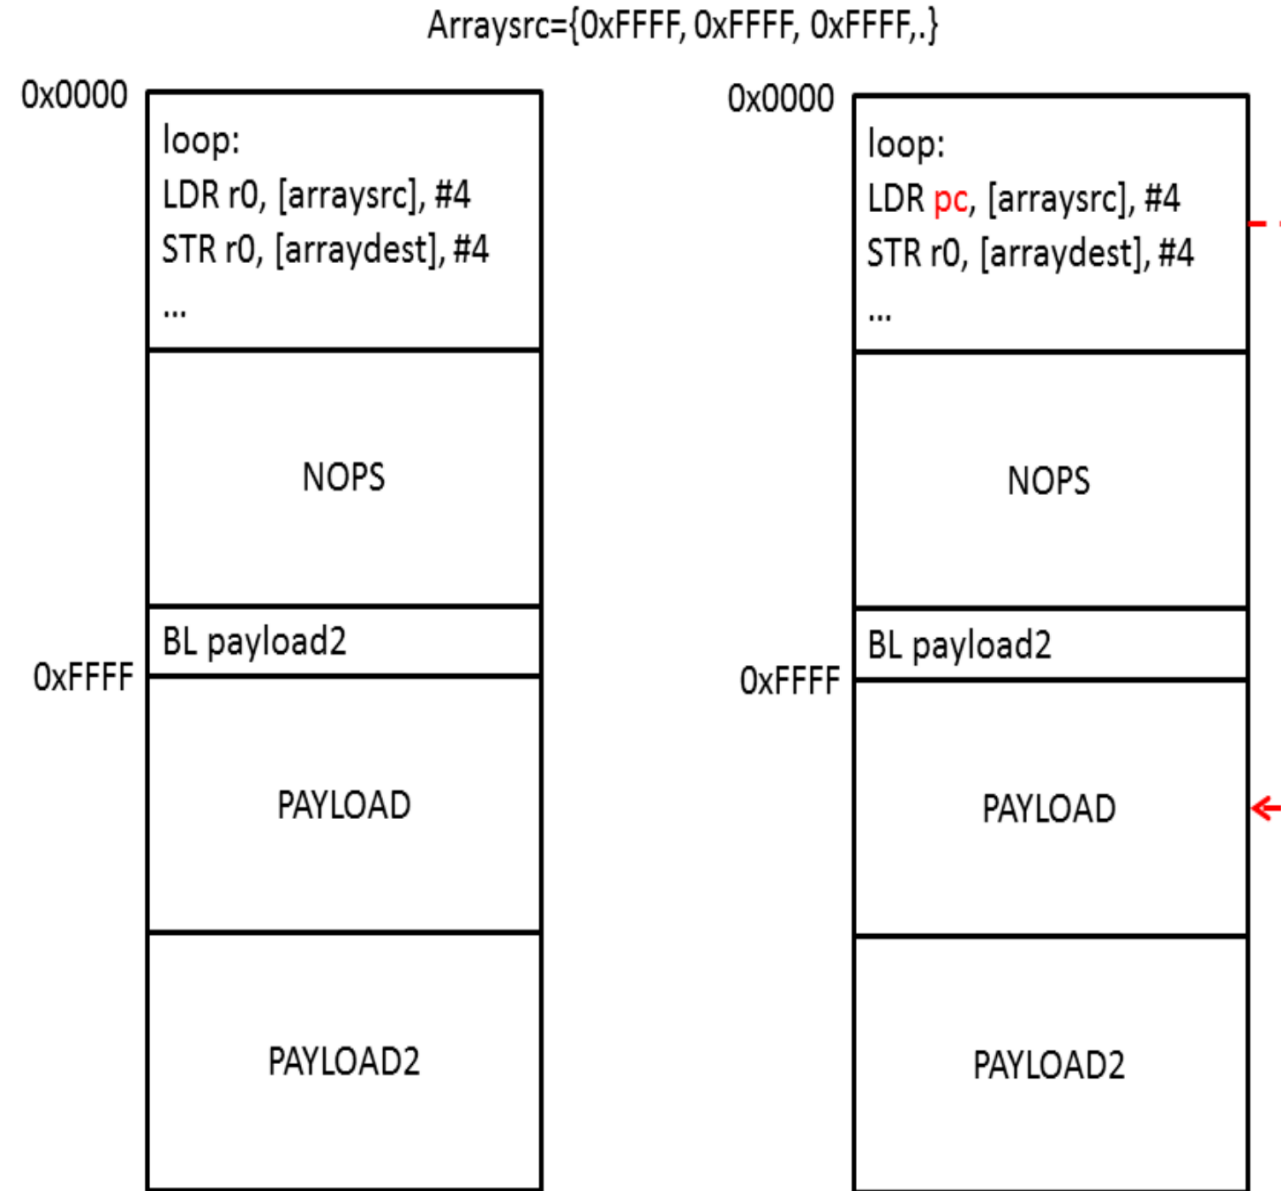 Arraysrc={0xFFFF, 0xFFFF, 0xFFFF,.}
0x0000
loop:
LDR r0, [arraysrc], #4
STR r0, [arraydest], #4
...
NOPS
BL payload2
0xFFFF
PAYLOAD
PAYLOAD2
0x0000
loop:
LDR pc, [arraysrc], #4
STR r0, [arraydest], #4
...
NOPS
BL payload2
0xFFFF
PAYLOAD
PAYLOAD2